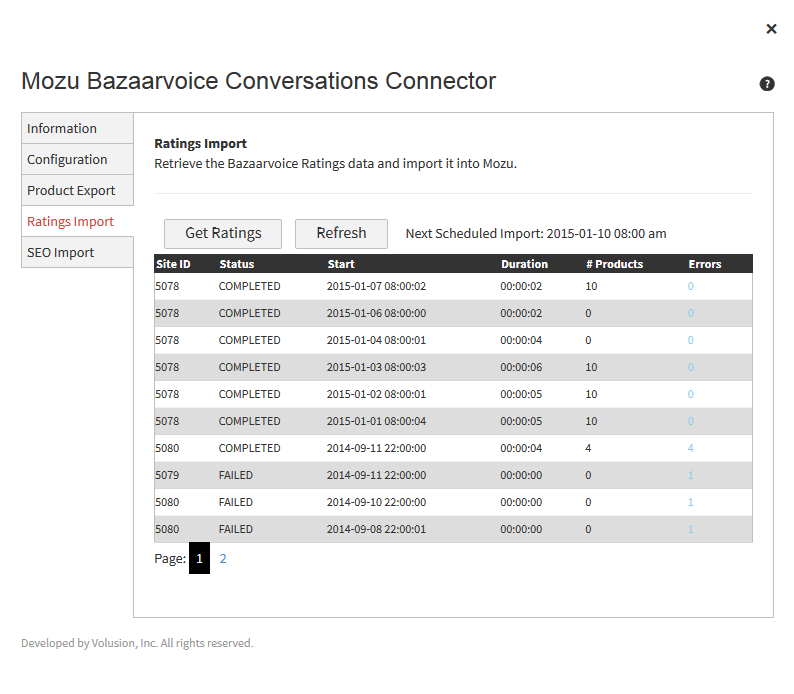 ×
Mozu Bazaarvoice Conversations Connector
?
Information
Configuration
Product Export
Ratings Import
SEO Import
Ratings Import
Retrieve the Bazaarvoice Ratings data and import it into Mozu.
Get Ratings Refresh Next Scheduled Import: 2015-01-10 08:00 am
Site ID Status Start Duration # Products Errors
5078 COMPLETED 2015-01-07 08:00:02 00:00:02 10 0
5078 COMPLETED 2015-01-06 08:00:00 00:00:02 0 0
5078 COMPLETED 2015-01-04 08:00:01 00:00:04 0 0
5078 COMPLETED 2015-01-03 08:00:03 00:00:06 10 0
5078 COMPLETED 2015-01-02 08:00:01 00:00:05 10 0
5078 COMPLETED 2015-01-01 08:00:04 00:00:05 10 0
5080 COMPLETED 2014-09-11 22:00:00 00:00:04 4 4
5079 FAILED 2014-09-11 22:00:00 00:00:00 0 1
5080 FAILED 2014-09-10 22:00:00 00:00:00 0 1
5080 FAILED 2014-09-08 22:00:01 00:00:00 0 1
Page: 1 2
Developed by Volusion, Inc. All rights reserved.